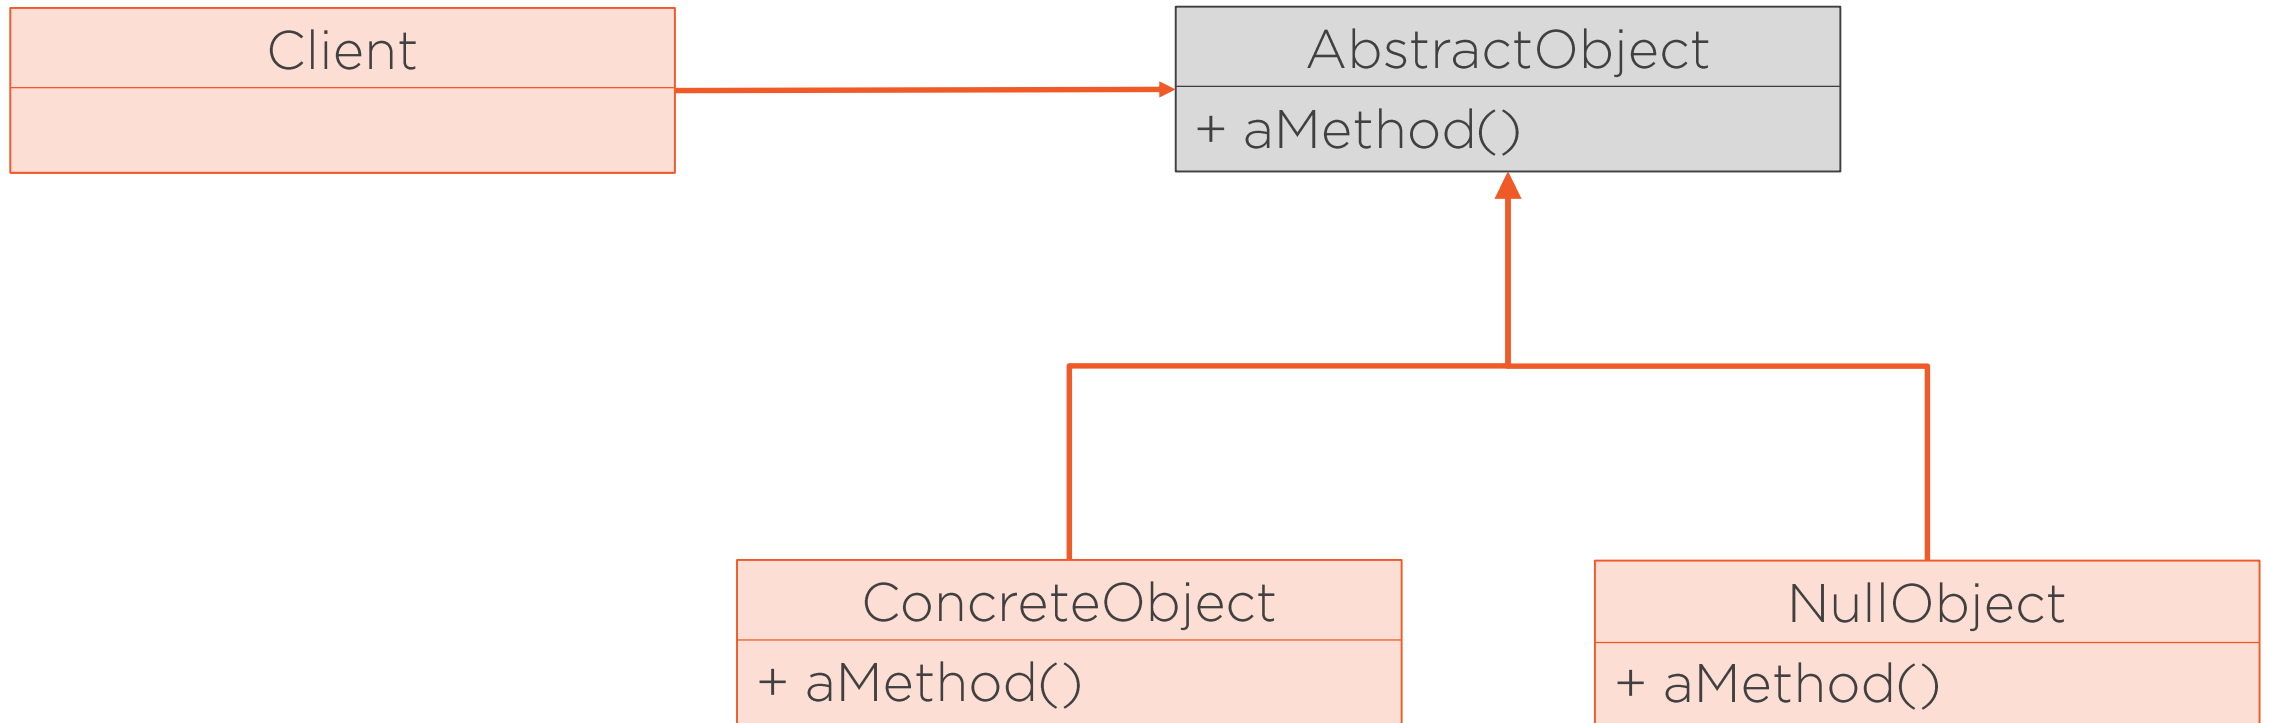 Client
AbstractObject
+ aMethod()
ConcreteObject
+ aMethod()
NullObject
+ aMethod()